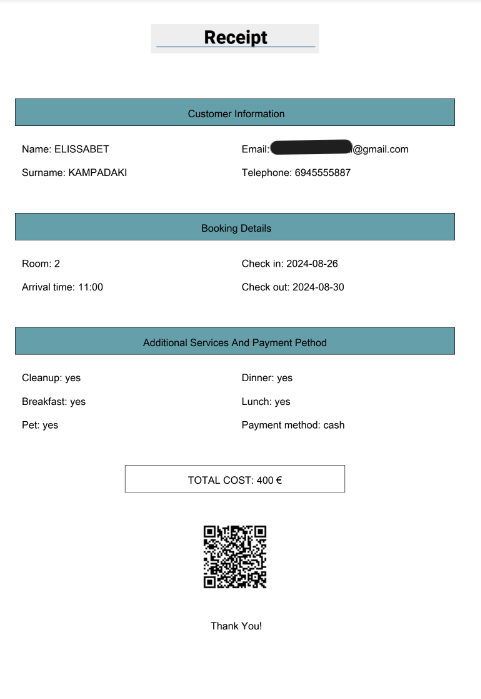 Receipt
Customer Information
Name: ELISSABET
Email: @gmail.com
Surname: KAMPADAKI
Telephone: 6945555887
Booking Details
Room: 2
Check in: 2024-08-26
Arrival time: 11:00
Check out: 2024-08-30
Additional Services And Payment Pethod
Cleanup: yes
Dinner: yes
Breakfast: yes
Lunch: yes
Pet: yes
Payment method: cash
TOTAL COST: 400 €
Thank You!